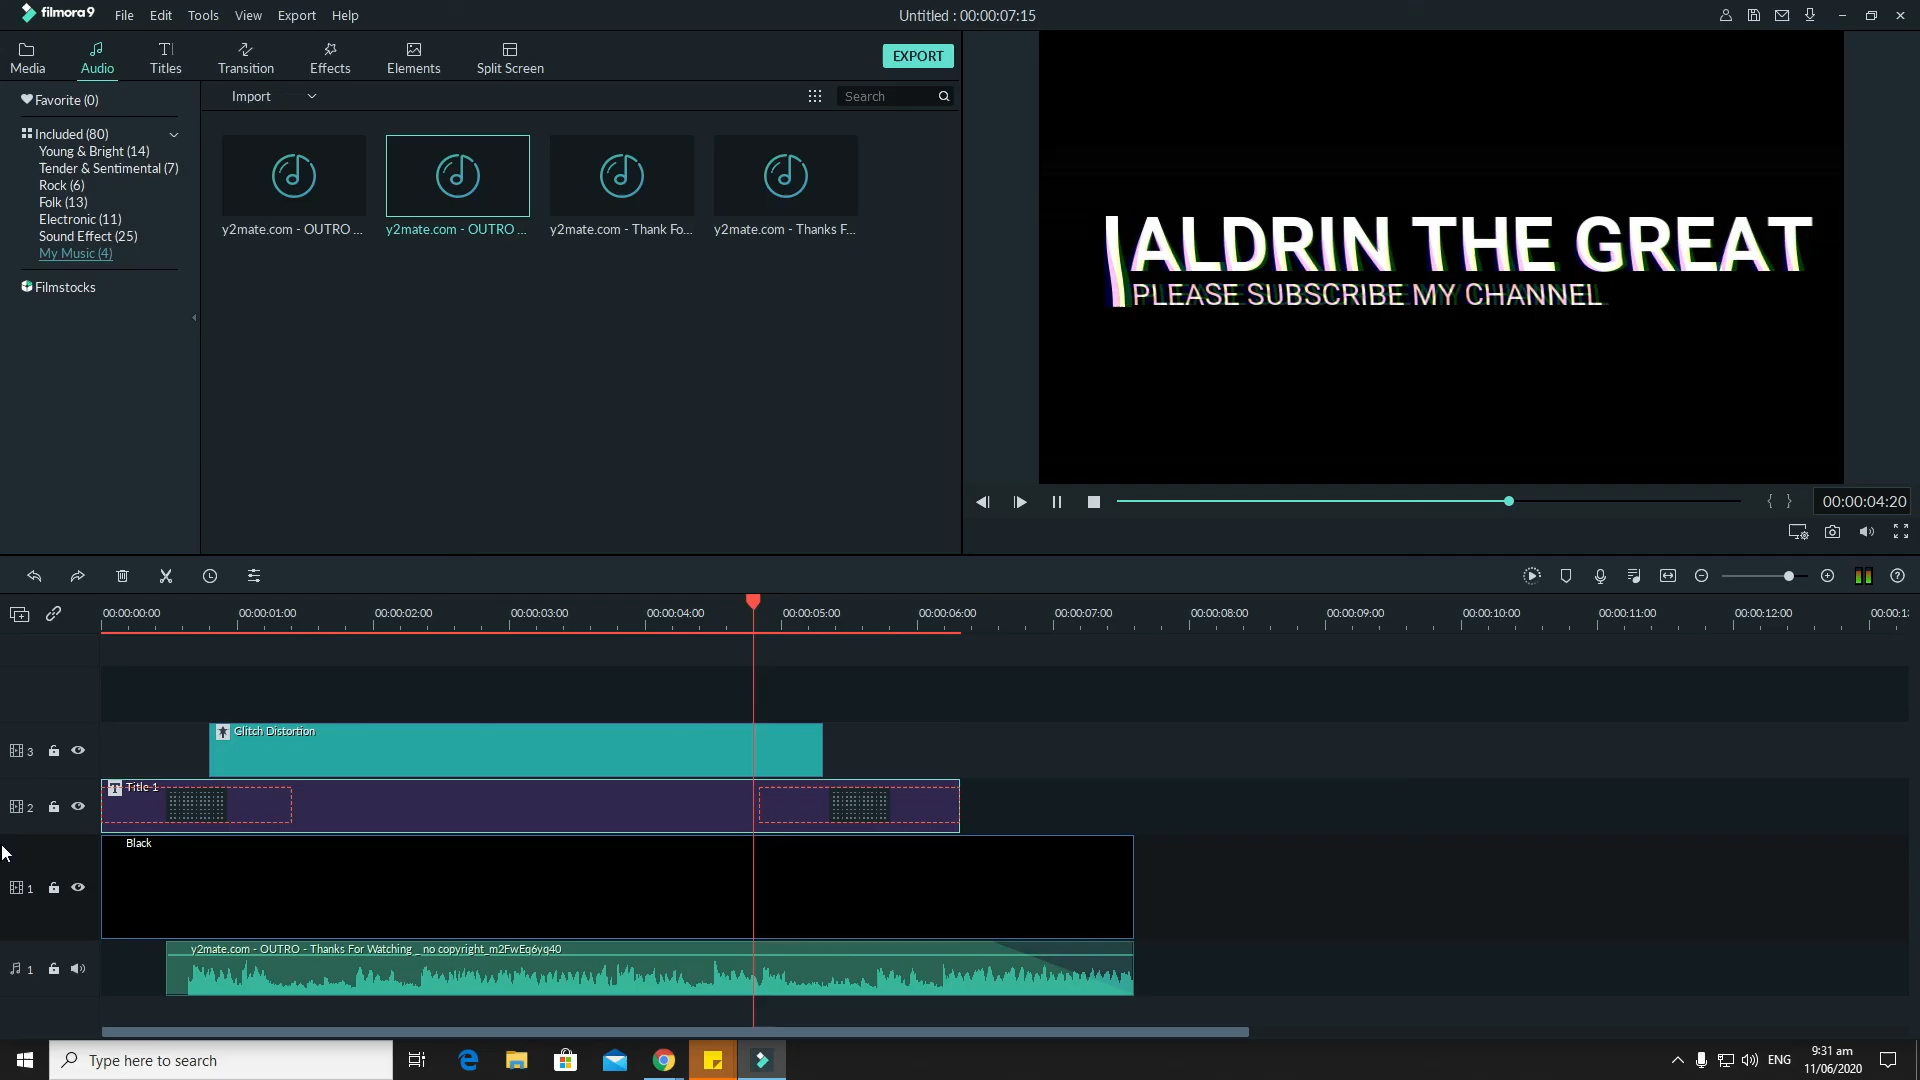 filmora9
File Edit Tools View Export Help
Untitled : 00:00:07:15
Media Audio Titles Transition Effects Elements Split Screen
EXPORT
Import
Search
Favorite (0)
Included (80)
Young & Bright (14)
Tender & Sentimental (7)
Rock (6)
Folk (13)
Electronic (11)
Sound Effect (25)
My Music (4)
Filmstocks
y2mate.com - OUTRO ...
y2mate.com - OUTRO ...
y2mate.com - Thank Fo...
y2mate.com - Thanks F...
ALDRIN THE GREAT
PLEASE SUBSCRIBE MY CHANNEL
00:00:04:20
00:00:00:00 00:00:01:00 00:00:02:00 00:00:03:00 00:00:04:00 00:00:05:00 00:00:06:00 00:00:07:00 00:00:08:00 00:00:09:00 00:00:10:00 00:00:11:00 00:00:12:00 00:00:1
3
Glitch Distortion
2
T Title 1
1
Black
1
y2mate.com - OUTRO - Thanks For Watching _ no copyright_m2FwEq6yq40
Type here to search
ENG
9:31 am
11/06/2020